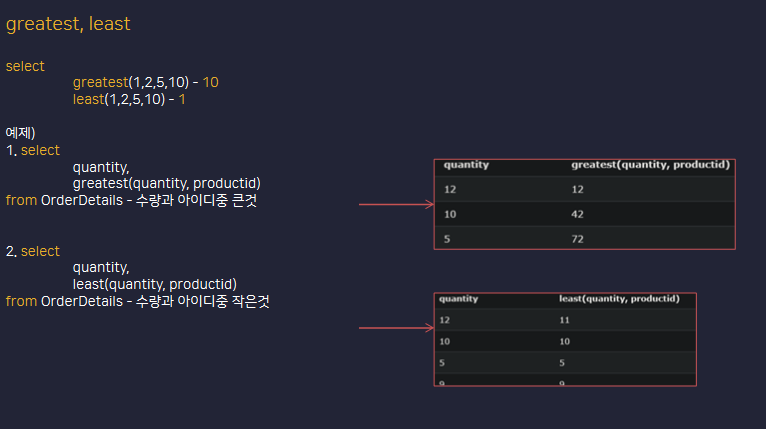 greatest, least
select
greatest(1,2,5,10) - 10
least(1,2,5,10) - 1
예제)
1. select
quantity,
greatest(quantity, productid)
from OrderDetails - 수량과 아이디중 큰것
quantity greatest(quantity, productid)
12 12
10 42
5 72
2. select
quantity,
least(quantity, productid)
from OrderDetails - 수량과 아이디중 작은것
quantity least(quantity, productid)
12 11
10 10
5 5
9 9